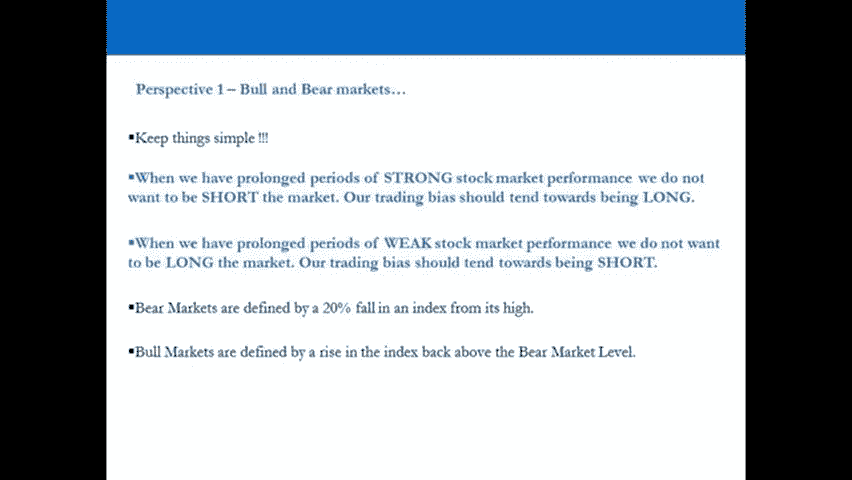 Perspective 1 – Bull and Bear markets…
▪Keep things simple !!!
▪When we have prolonged periods of STRONG stock market performance we do not
want to be SHORT the market. Our trading bias should tend towards being LONG.
▪When we have prolonged periods of WEAK stock market performance we do not want
to be LONG the market. Our trading bias should tend towards being SHORT.
▪Bear Markets are defined by a 20% fall in an index from its high.
▪Bull Markets are defined by a rise in the index back above the Bear Market Level.